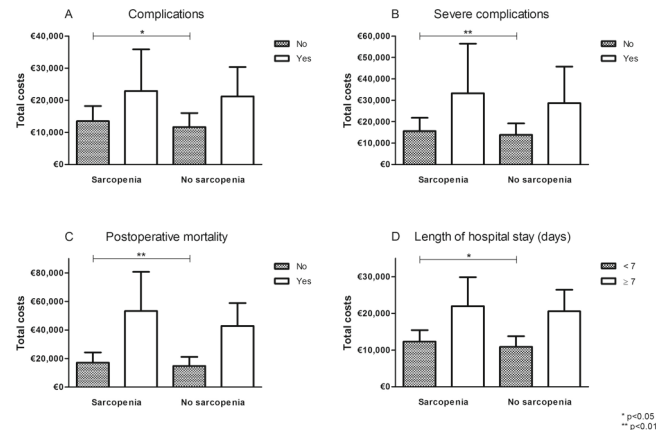 A Complications
*
€40,000
€30,000
€20,000
€10,000
€0
Total costs
Sarcopenia No sarcopenia
No
Yes
B Severe complications
**
€60,000
€50,000
€40,000
€30,000
€20,000
€10,000
€0
Total costs
Sarcopenia No sarcopenia
No
Yes
C Postoperative mortality
**
€80,000
€60,000
€40,000
€20,000
€0
Total costs
Sarcopenia No sarcopenia
No
Yes
D Length of hospital stay (days)
*
€30,000
€20,000
€10,000
€0
Total costs
Sarcopenia No sarcopenia
< 7
≥ 7
* p<0.05
** p<0.01